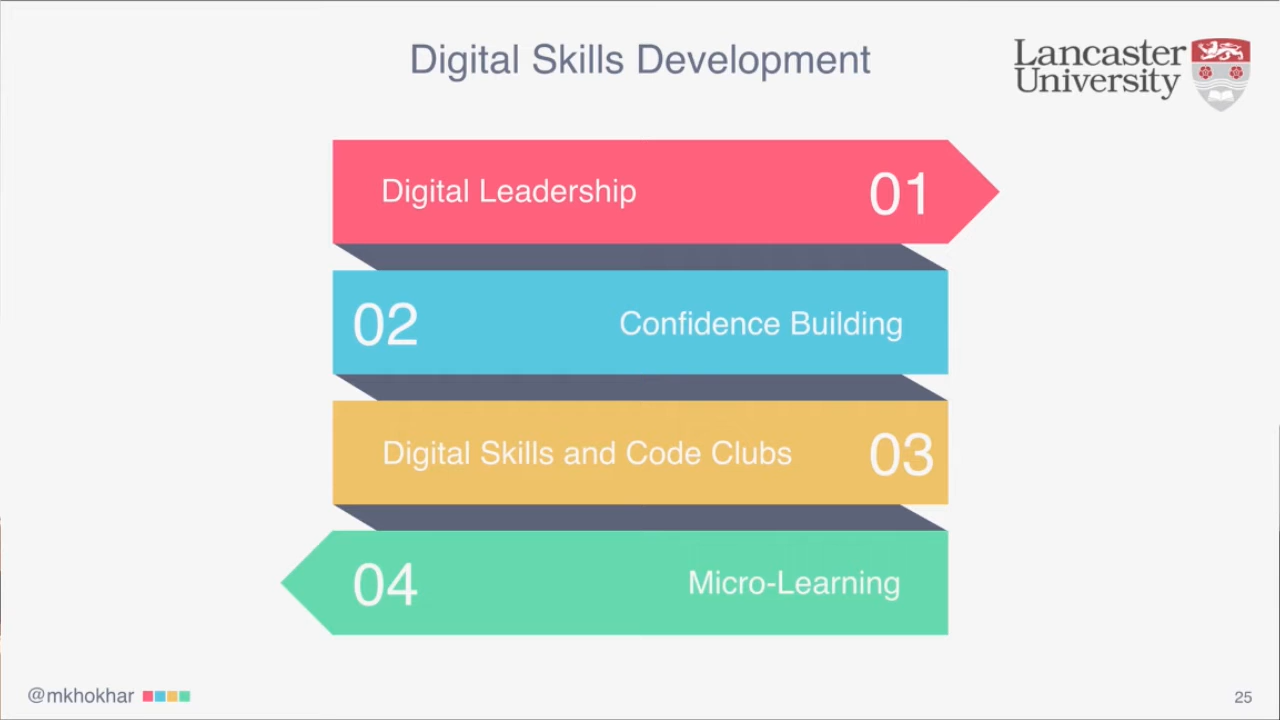 Digital Skills Development
Lancaster
University
Digital Leadership 01
02 Confidence Building
Digital Skills and Code Clubs 03
04 Micro-Learning
@mkhokhar
25